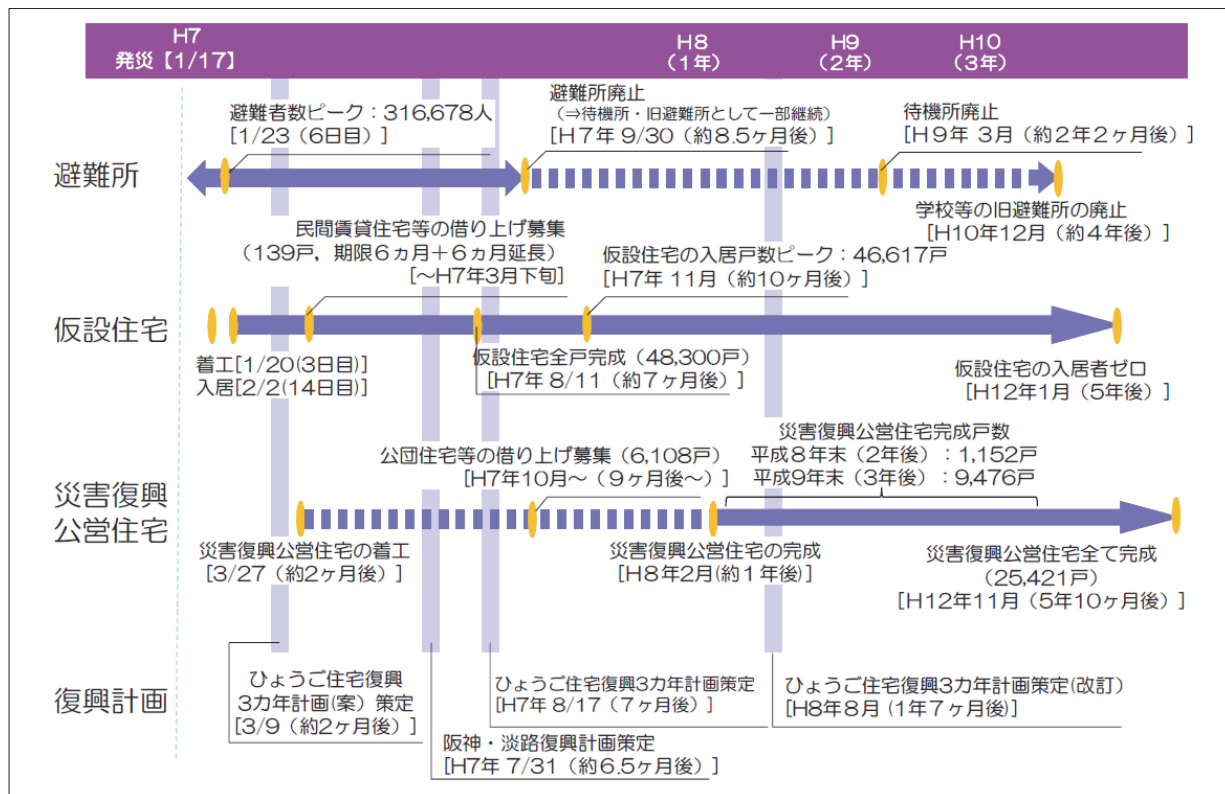 H7
発災【1/17】
H8
(1年)
H9
(2年)
H10
(3年)
避難所
避難者数ピーク：316,678人
[1/23（6日目）]
避難所廃止
（⇒待機所・旧避難所として一部継続）
[H7年 9/30（約8.5ヶ月後）]
待機所廃止
[H9年 3月（約2年2ヶ月後）]
学校等の旧避難所の廃止
[H10年12月（約4年後）]
仮設住宅
民間賃貸住宅等の借り上げ募集
（139戸，期限6ヵ月＋6ヵ月延長）
[～H7年3月下旬]
仮設住宅の入居戸数ピーク：46,617戸
[H7年 11月（約10ヶ月後）]
着工[1/20(3日目)]
入居[2/2(14日目)]
仮設住宅全戸完成（48,300戸）
[H7年 8/11（約7ヶ月後）]
仮設住宅の入居者ゼロ
[H12年1月（5年後）]
災害復興
公営住宅
公団住宅等の借り上げ募集（6,108戸）
[H7年10月～（9ヶ月後～）]
災害復興公営住宅完成戸数
平成8年末（2年後）：1,152戸
平成9年末（3年後）：9,476戸
災害復興公営住宅の着工
[3/27（約2ヶ月後）]
災害復興公営住宅の完成
[H8年2月(約1年後)]
災害復興公営住宅全て完成
（25,421戸）
[H12年11月（5年10ヶ月後）]
復興計画
ひょうご住宅復興
3カ年計画(案）策定
[3/9（約2ヶ月後）]
阪神・淡路復興計画策定
[H7年 7/31（約6.5ヶ月後）]
ひょうご住宅復興3カ年計画策定
[H7年 8/17（7ヶ月後）]
ひょうご住宅復興3カ年計画策定(改訂）
[H8年8月（1年7ヶ月後)]